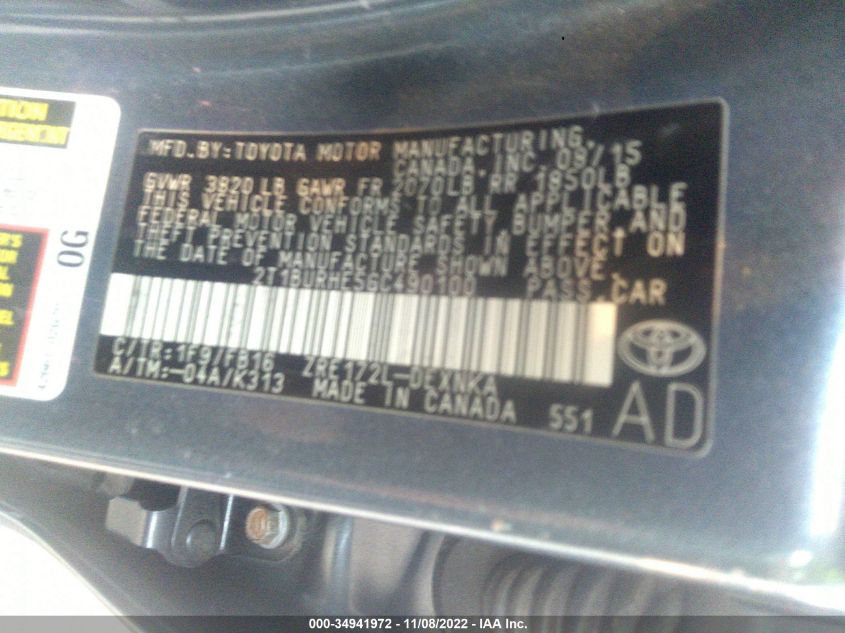 TION
OG
MFD.BY:TOYOTA MOTOR MANUFACTURING
CANADA,INC. 09/15
GVWR 3820 LB GAWR FR 2070LB RR 1950LB
THIS VEHICLE CONFORMS TO ALL APPLICABLE
FEDERAL MOTOR VEHICLE SAFETY, BUMPER AND
THEFT PREVENTION STANDARDS IN EFFECT ON
THE DATE OF MANUFACTURE SHOWN ABOVE.
2T1BURHE5GC490100 PASS.CAR
C/TR:1F9/FB16 ZRE172L-DEXNKA
A/TM:-04A/K313 MADE IN CANADA 551
AD
000-34941972 - 11/08/2022 - IAA Inc.